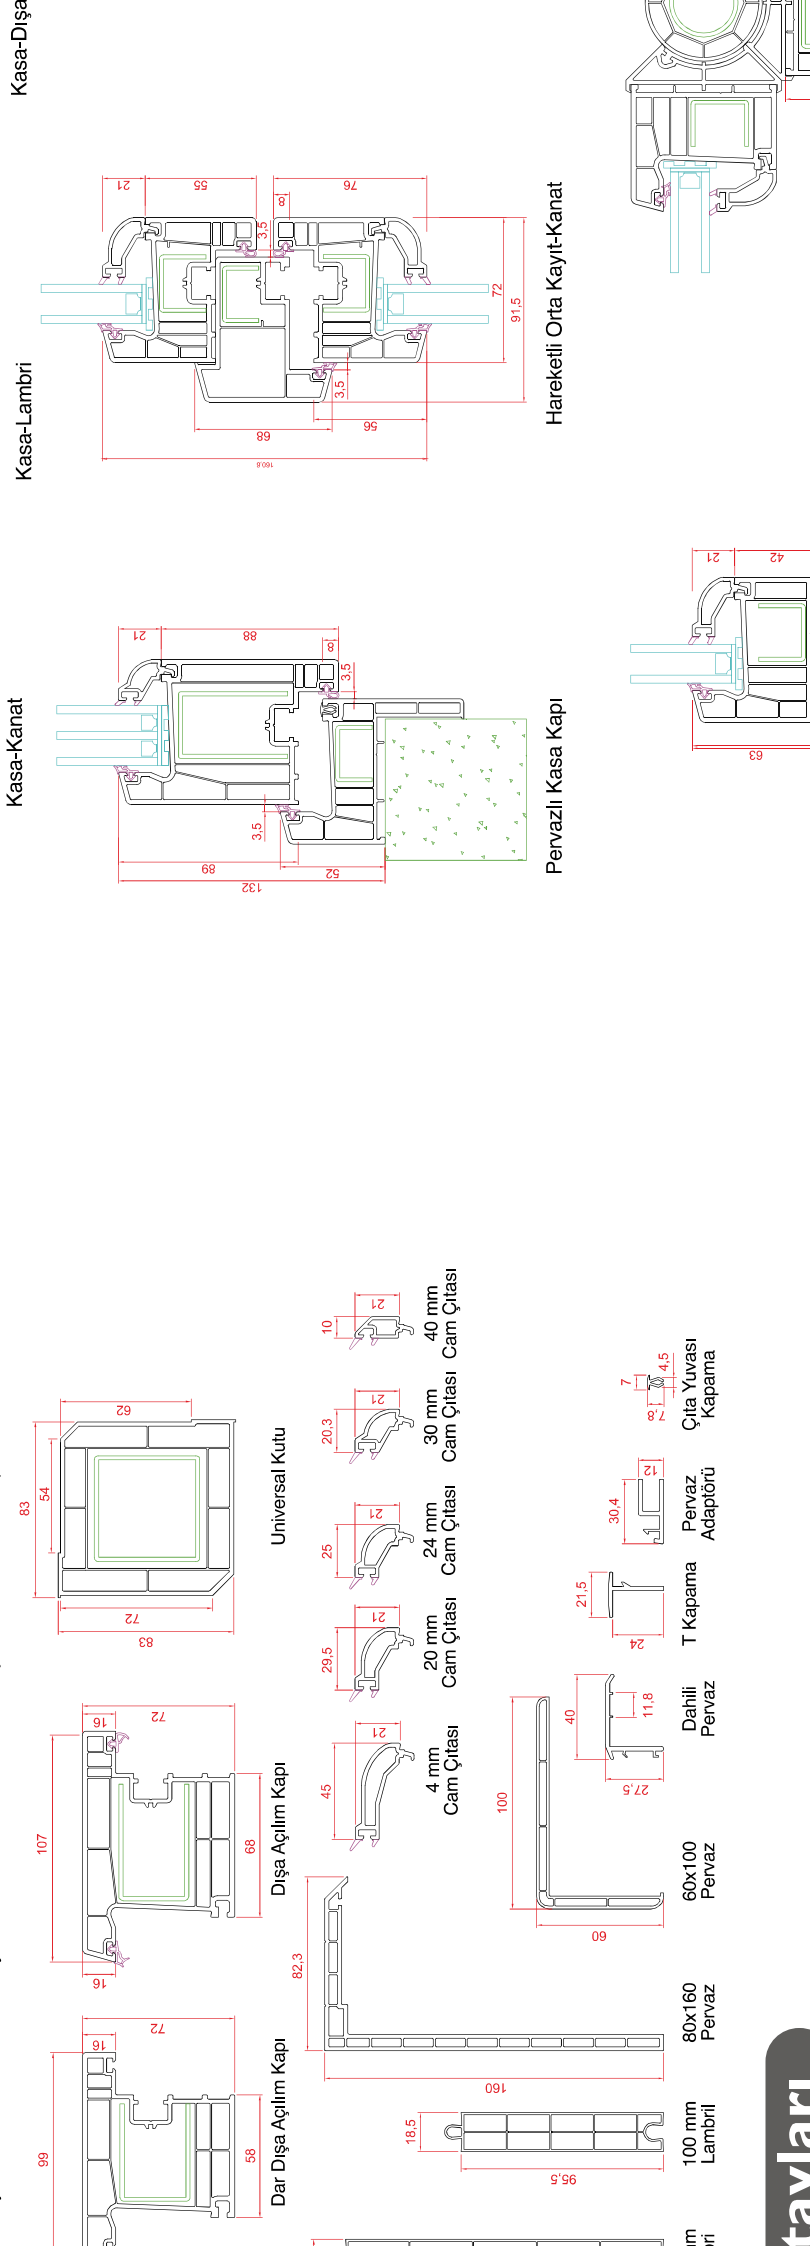 Kasa-Dışa
21
55
76
8
3,5
72
91,5
3,5
56
68
160,6
Kasa-Lambri
Hareketli Orta Kayıt-Kanat
21
88
8
3,5
3,5
89
52
132
Kasa-Kanat
Pervazlı Kasa Kapı
21
42
63
83
54
62
72
83
Universal Kutu
10
21
40 mm
Cam Çıtası
20,3
21
30 mm
Cam Çıtası
25
21
24 mm
Cam Çıtası
29,5
21
20 mm
Cam Çıtası
45
21
4 mm
Cam Çıtası
7
4,5
7,8
Çıta Yuvası
Kapama
30,4
12
Pervaz
Adaptörü
21,5
24
T Kapama
40
11,8
27,5
Dahili
Pervaz
100
60
60x100
Pervaz
107
16
16
72
68
Dışa Açılım Kapı
82,3
160
80x160
Pervaz
99
16
72
58
Dar Dışa Açılım Kapı
18,5
95,5
100 mm
Lambril
tayları